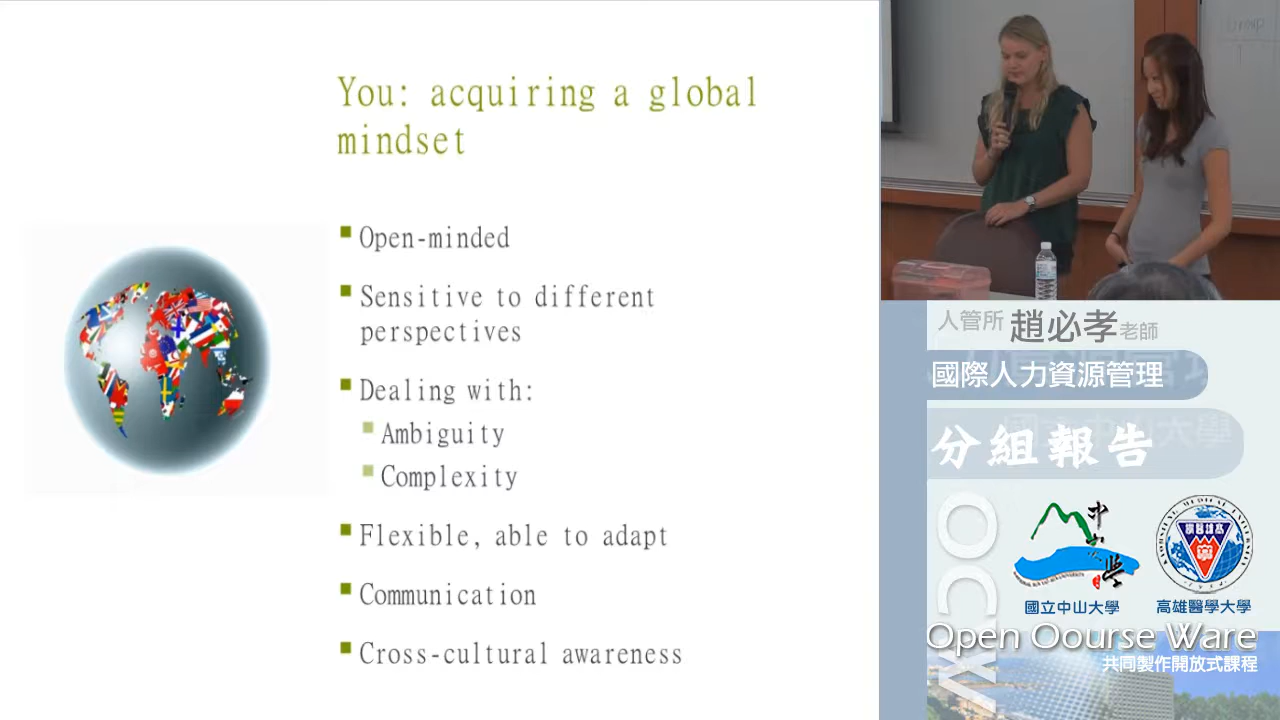 You: acquiring a global
mindset
Open-minded
Sensitive to different
perspectives
Dealing with:
Ambiguity
Complexity
Flexible, able to adapt
Communication
Cross-cultural awareness
人管所 趙必孝老師
國際人力資源管理
分組報告
OCW
國立中山大學
高雄醫學大學
Open Oourse Ware
共同製作開放式課程